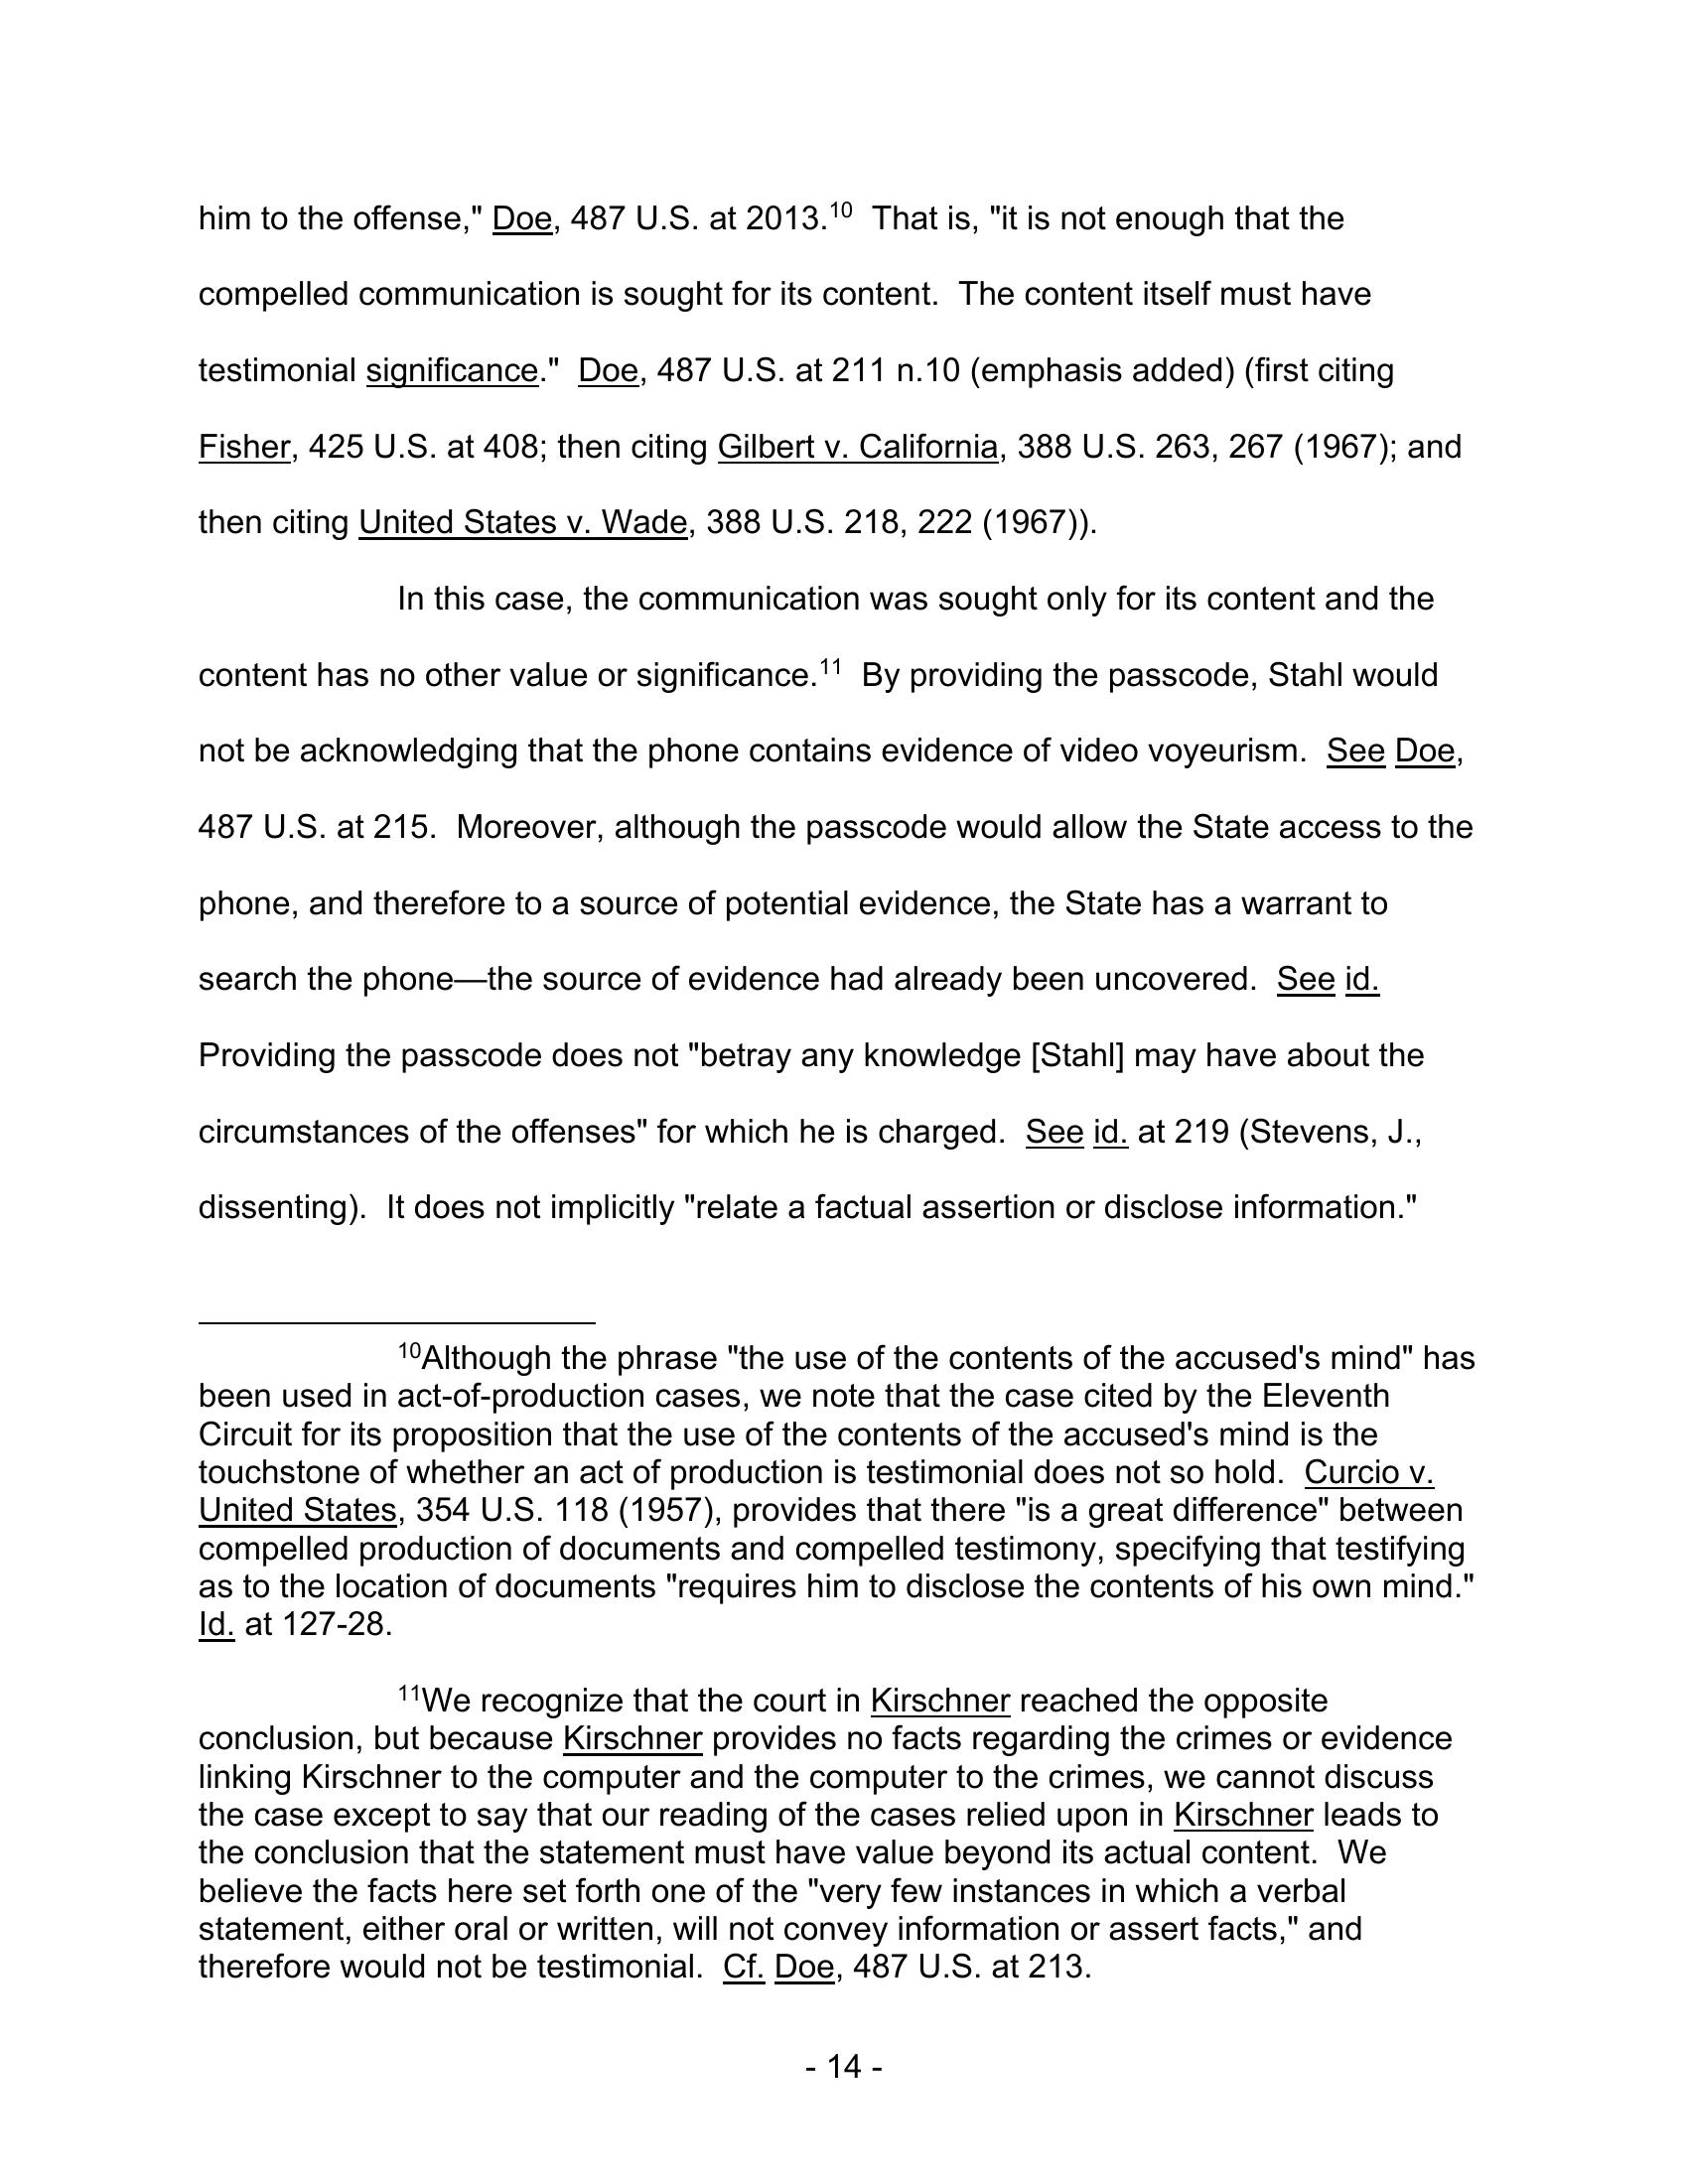 him to the offense," Doe, 487 U.S. at 2013.10 That is, "it is not enough that the
compelled communication is sought for its content. The content itself must have
testimonial significance." Doe, 487 U.S. at 211 n.10 (emphasis added) (first citing
Fisher, 425 U.S. at 408; then citing Gilbert v. California, 388 U.S. 263, 267 (1967); and
then citing United States v. Wade, 388 U.S. 218, 222 (1967)).
In this case, the communication was sought only for its content and the
content has no other value or significance.11 By providing the passcode, Stahl would
not be acknowledging that the phone contains evidence of video voyeurism. See Doe,
487 U.S. at 215. Moreover, although the passcode would allow the State access to the
phone, and therefore to a source of potential evidence, the State has a warrant to
search the phone—the source of evidence had already been uncovered. See id.
Providing the passcode does not "betray any knowledge [Stahl] may have about the
circumstances of the offenses" for which he is charged. See id. at 219 (Stevens, J.,
dissenting). It does not implicitly "relate a factual assertion or disclose information."
10Although the phrase "the use of the contents of the accused's mind" has
been used in act-of-production cases, we note that the case cited by the Eleventh
Circuit for its proposition that the use of the contents of the accused's mind is the
touchstone of whether an act of production is testimonial does not so hold. Curcio v.
United States, 354 U.S. 118 (1957), provides that there "is a great difference" between
compelled production of documents and compelled testimony, specifying that testifying
as to the location of documents "requires him to disclose the contents of his own mind."
Id. at 127-28.
11We recognize that the court in Kirschner reached the opposite
conclusion, but because Kirschner provides no facts regarding the crimes or evidence
linking Kirschner to the computer and the computer to the crimes, we cannot discuss
the case except to say that our reading of the cases relied upon in Kirschner leads to
the conclusion that the statement must have value beyond its actual content. We
believe the facts here set forth one of the "very few instances in which a verbal
statement, either oral or written, will not convey information or assert facts," and
therefore would not be testimonial. Cf. Doe, 487 U.S. at 213.
- 14 -